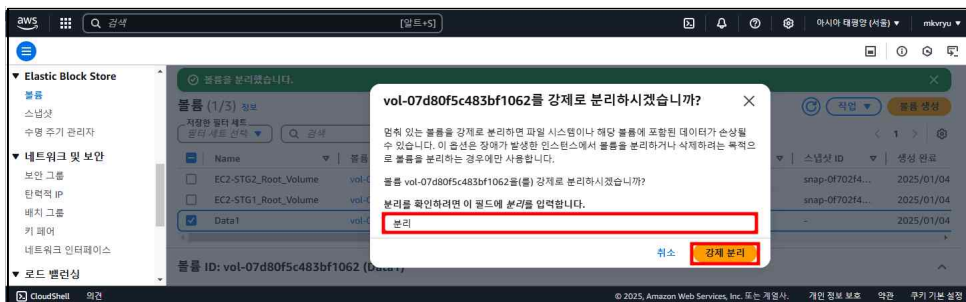 aws
검색
[알트+S]
아시아 태평양 (서울) ▼
mkvryu ▼
▼ Elastic Block Store
볼륨
스냅샷
수명 주기 관리자
▼ 네트워크 및 보안
보안 그룹
탄력적 IP
배치 그룹
키 페어
네트워크 인터페이스
▼ 로드 밸런싱
볼륨을 분리했습니다.
볼륨 (1/3) 정보
작업 ▼
볼륨 생성
저장한 필터 세트
필터 세트 선택 ▼
검색
1
Name
볼륨
스냅샷 ID
생성 완료
EC2-STG2_Root_Volume
vol-0
snap-0f702f4...
2025/01/04
EC2-STG1_Root_Volume
vol-0
snap-0f702f4...
2025/01/04
Data1
vol-0
-
2025/01/04
볼륨 ID: vol-07d80f5c483bf1062 (Data1)
vol-07d80f5c483bf1062를 강제로 분리하시겠습니까?
멈춰 있는 볼륨을 강제로 분리하면 파일 시스템이나 해당 볼륨에 포함된 데이터가 손상될
수 있습니다. 이 옵션은 장애가 발생한 인스턴스에서 볼륨을 분리하거나 삭제하려는 목적으
로 볼륨을 분리하는 경우에만 사용합니다.
볼륨 vol-07d80f5c483bf1062을(를) 강제로 분리하시겠습니까?
분리를 확인하려면 이 필드에 분리를 입력합니다.
분리
취소
강제 분리
CloudShell
의견
© 2025, Amazon Web Services, Inc. 또는 계열사.
개인 정보 보호
약관
쿠키 기본 설정